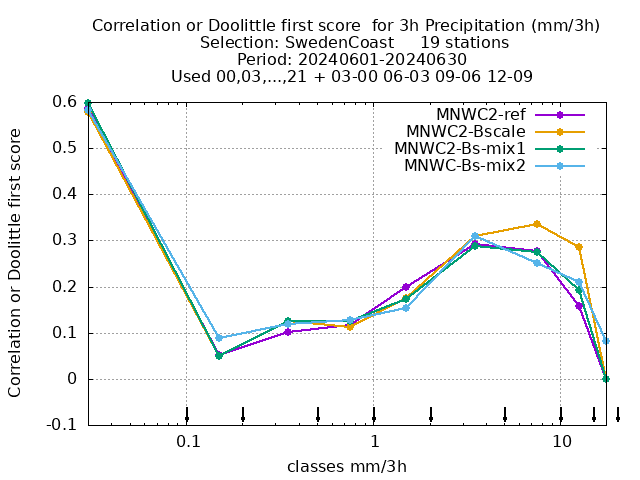 Correlation or Doolittle first score  for 3h Precipitation (mm/3h)
Selection: SwedenCoast     19 stations
Period: 20240601-20240630
Used 00,03,...,21 + 03-00 06-03 09-06 12-09
MNWC2-ref
MNWC2-Bscale
MNWC2-Bs-mix1
MNWC-Bs-mix2
Correlation or Doolittle first score
0.6
0.5
0.4
0.3
0.2
0.1
0
-0.1
0.1 1 10
classes mm/3h